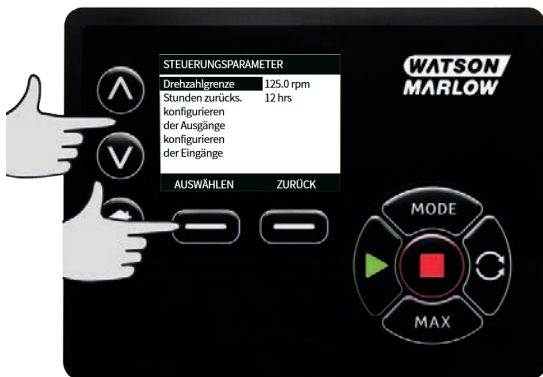 STEUERUNGSPARAMETER
WATSON
MARLOW
Drehzahlgrenze 125.0 rpm
Stunden zurücks. 12 hrs
konfigurieren
der Ausgänge
konfigurieren
der Eingänge
AUSWÄHLEN ZURÜCK
MODE
MAX